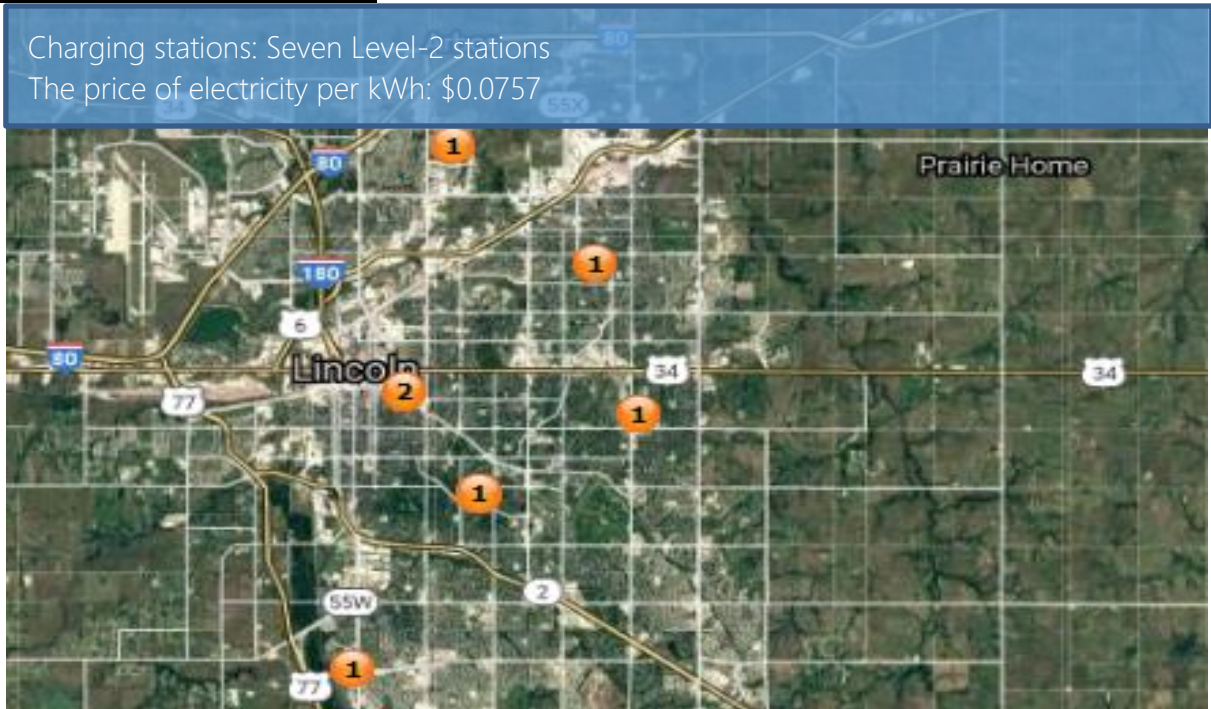 Charging stations: Seven Level-2 stations
80
The price of electricity per kWh: $0.0757
34
55X
1
80
Prairie Home
1
180
6
80
Lincoln
34
34
2
77
1
1
2
55W
1
77